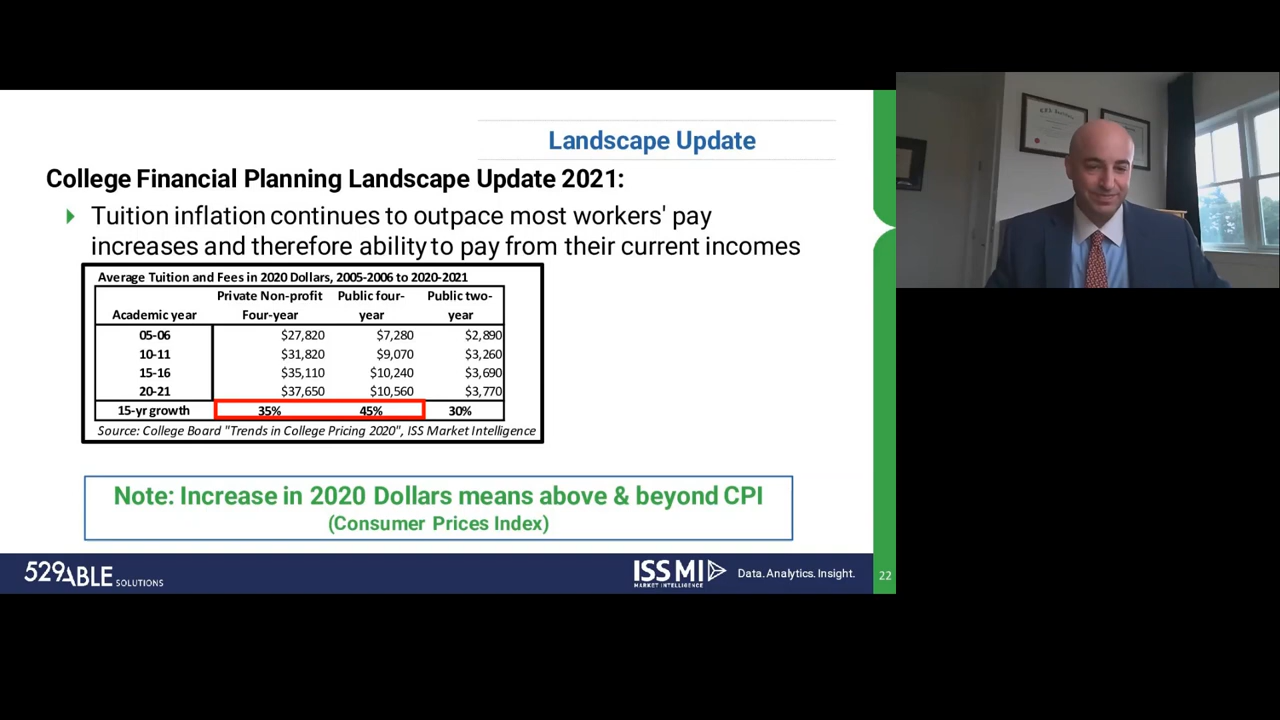 Landscape Update
College Financial Planning Landscape Update 2021:
Tuition inflation continues to outpace most workers' pay
increases and therefore ability to pay from their current incomes
Average Tuition and Fees in 2020 Dollars, 2005-2006 to 2020-2021
Private Non-profit Public four- Public two-
Academic year Four-year year year
05-06 $27,820 $7,280 $2,890
10-11 $31,820 $9,070 $3,260
15-16 $35,110 $10,240 $3,690
20-21 $37,650 $10,560 $3,770
15-yr growth 35% 45% 30%
Source: College Board "Trends in College Pricing 2020", ISS Market Intelligence
Note: Increase in 2020 Dollars means above & beyond CPI
(Consumer Prices Index)
529ABLE SOLUTIONS
ISS MI
MARKET INTELLIGENCE
Data. Analytics. Insight.
22